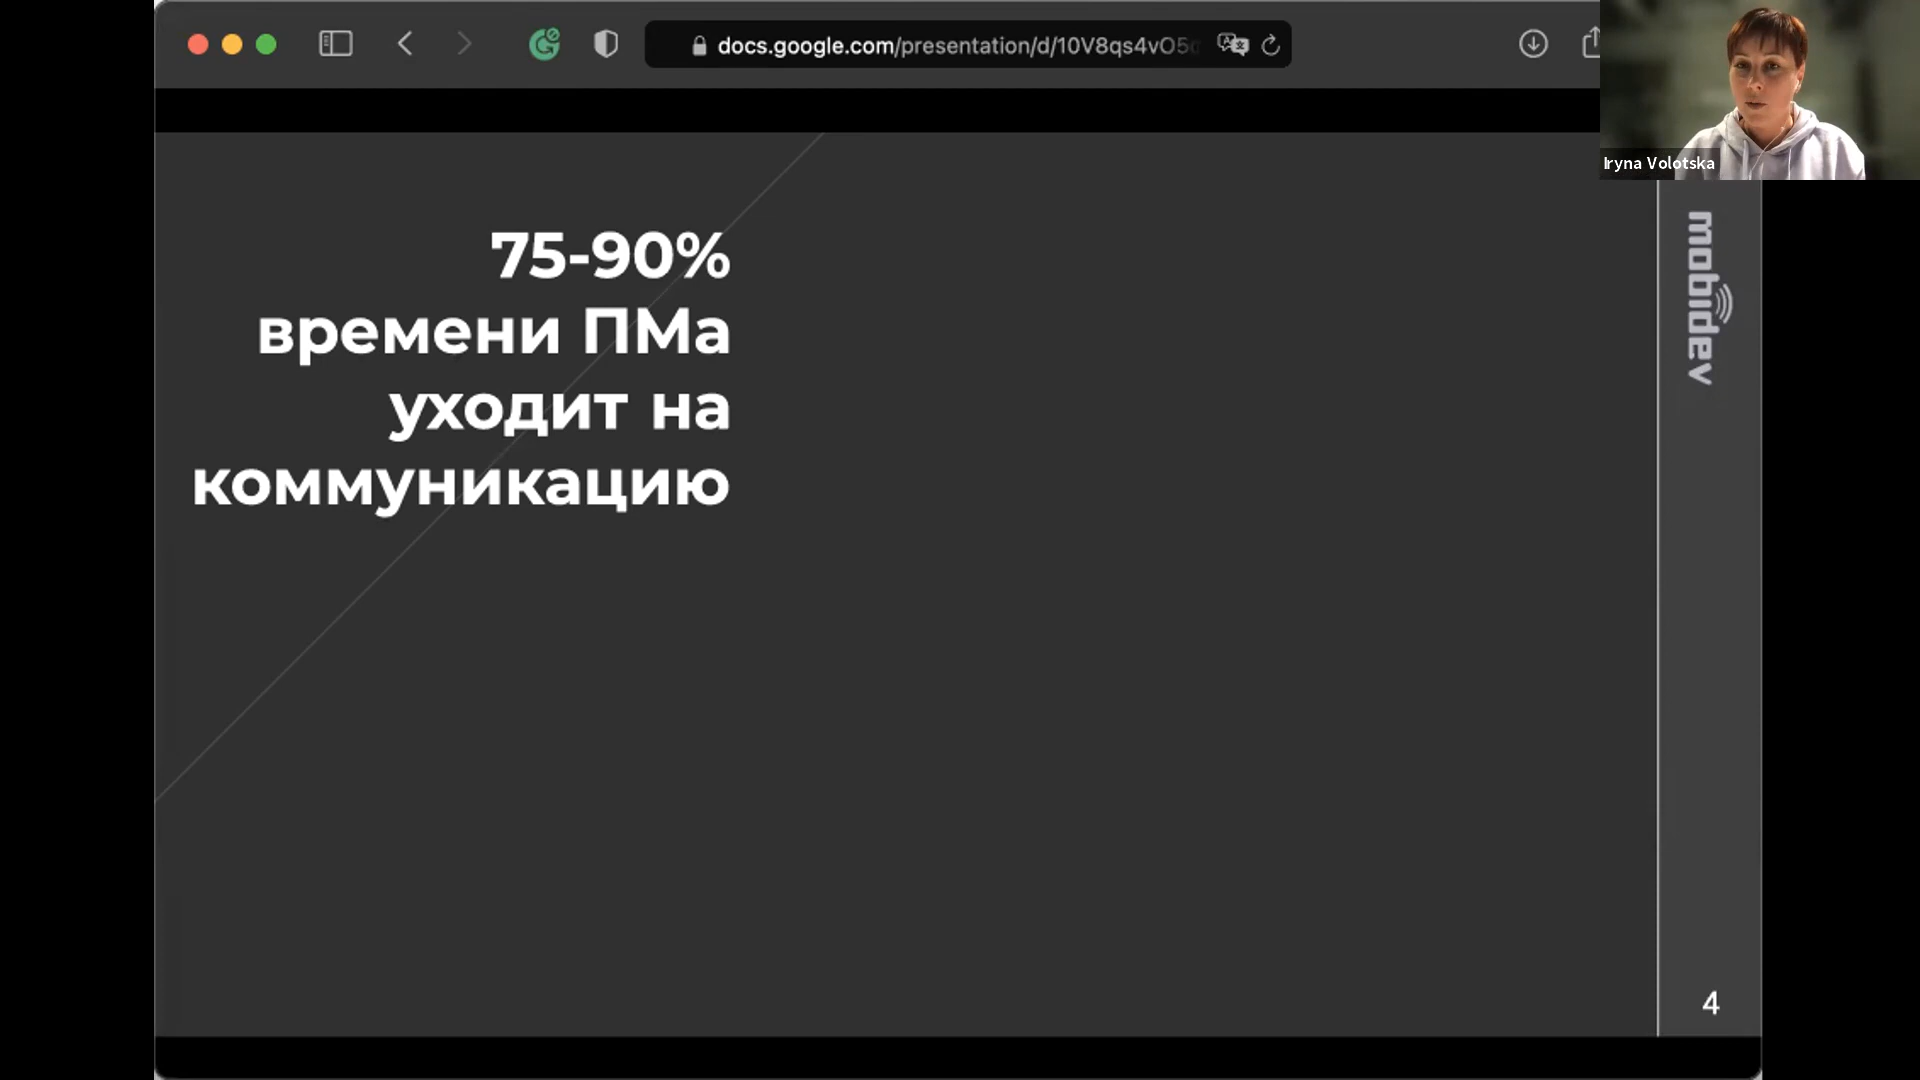 docs.google.com/presentation/d/10V8qs4vO5
Iryna Volotska
mobidev
75-90%
времени ПМа
уходит на
коммуникацию
4